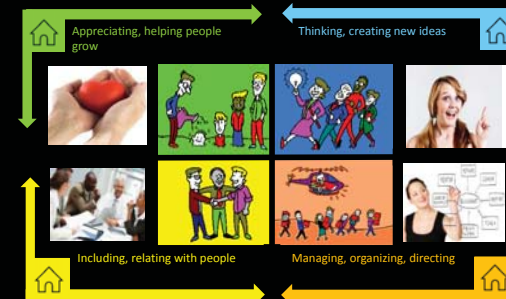 Appreciating, helping people
grow
Thinking, creating new ideas
Including, relating with people
Managing, organizing, directing